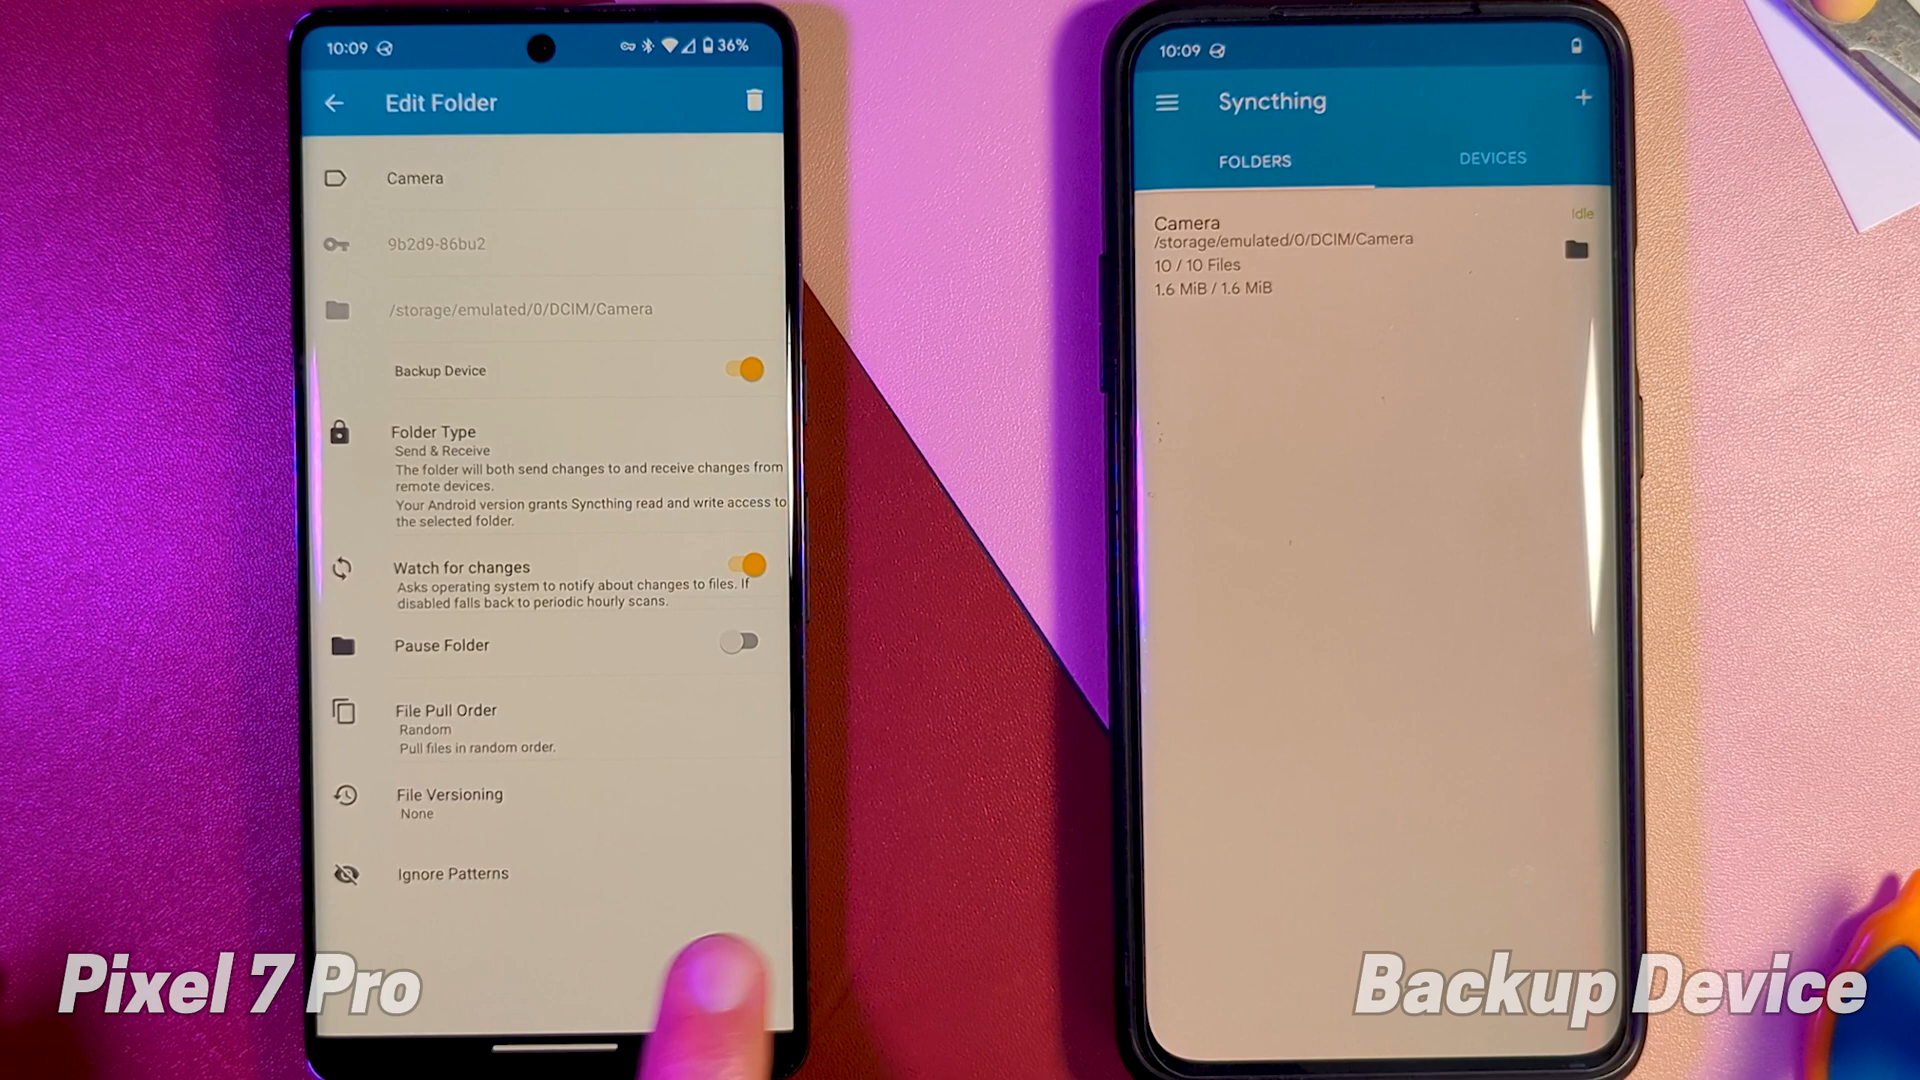 10:09
36%
Edit Folder
Camera
9b2d9-86bu2
/storage/emulated/0/DCIM/Camera
Backup Device
Folder Type
Send & Receive
The folder will both send changes to and receive changes from
remote devices.
Your Android version grants Syncthing read and write access to
the selected folder.
Watch for changes
Asks operating system to notify about changes to files. If
disabled falls back to periodic hourly scans.
Pause Folder
File Pull Order
Random
Pull files in random order.
File Versioning
None
Ignore Patterns
Pixel 7 Pro
10:09
Syncthing
FOLDERS
DEVICES
Camera
Idle
/storage/emulated/0/DCIM/Camera
10 / 10 Files
1.6 MiB / 1.6 MiB
Backup Device